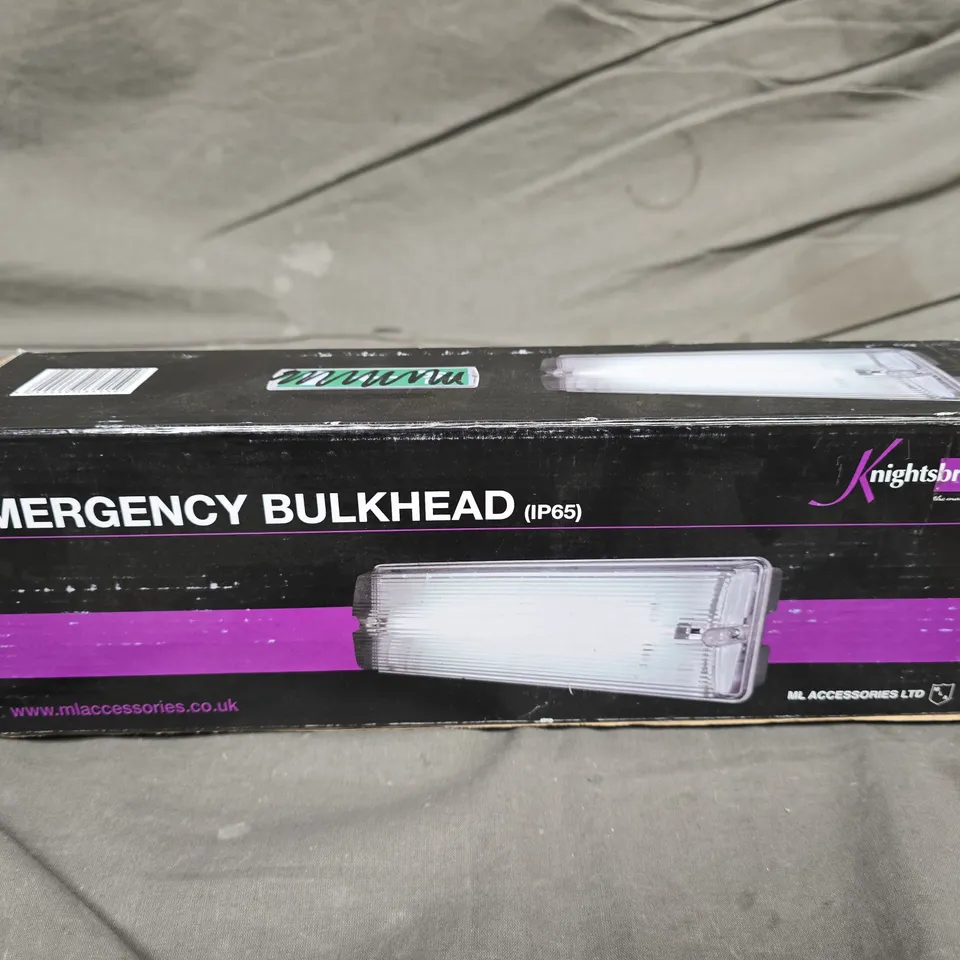 MERGENCY BULKHEAD (IP65)
Knightsbr
www.mlaccessories.co.uk
ML ACCESSORIES LTD